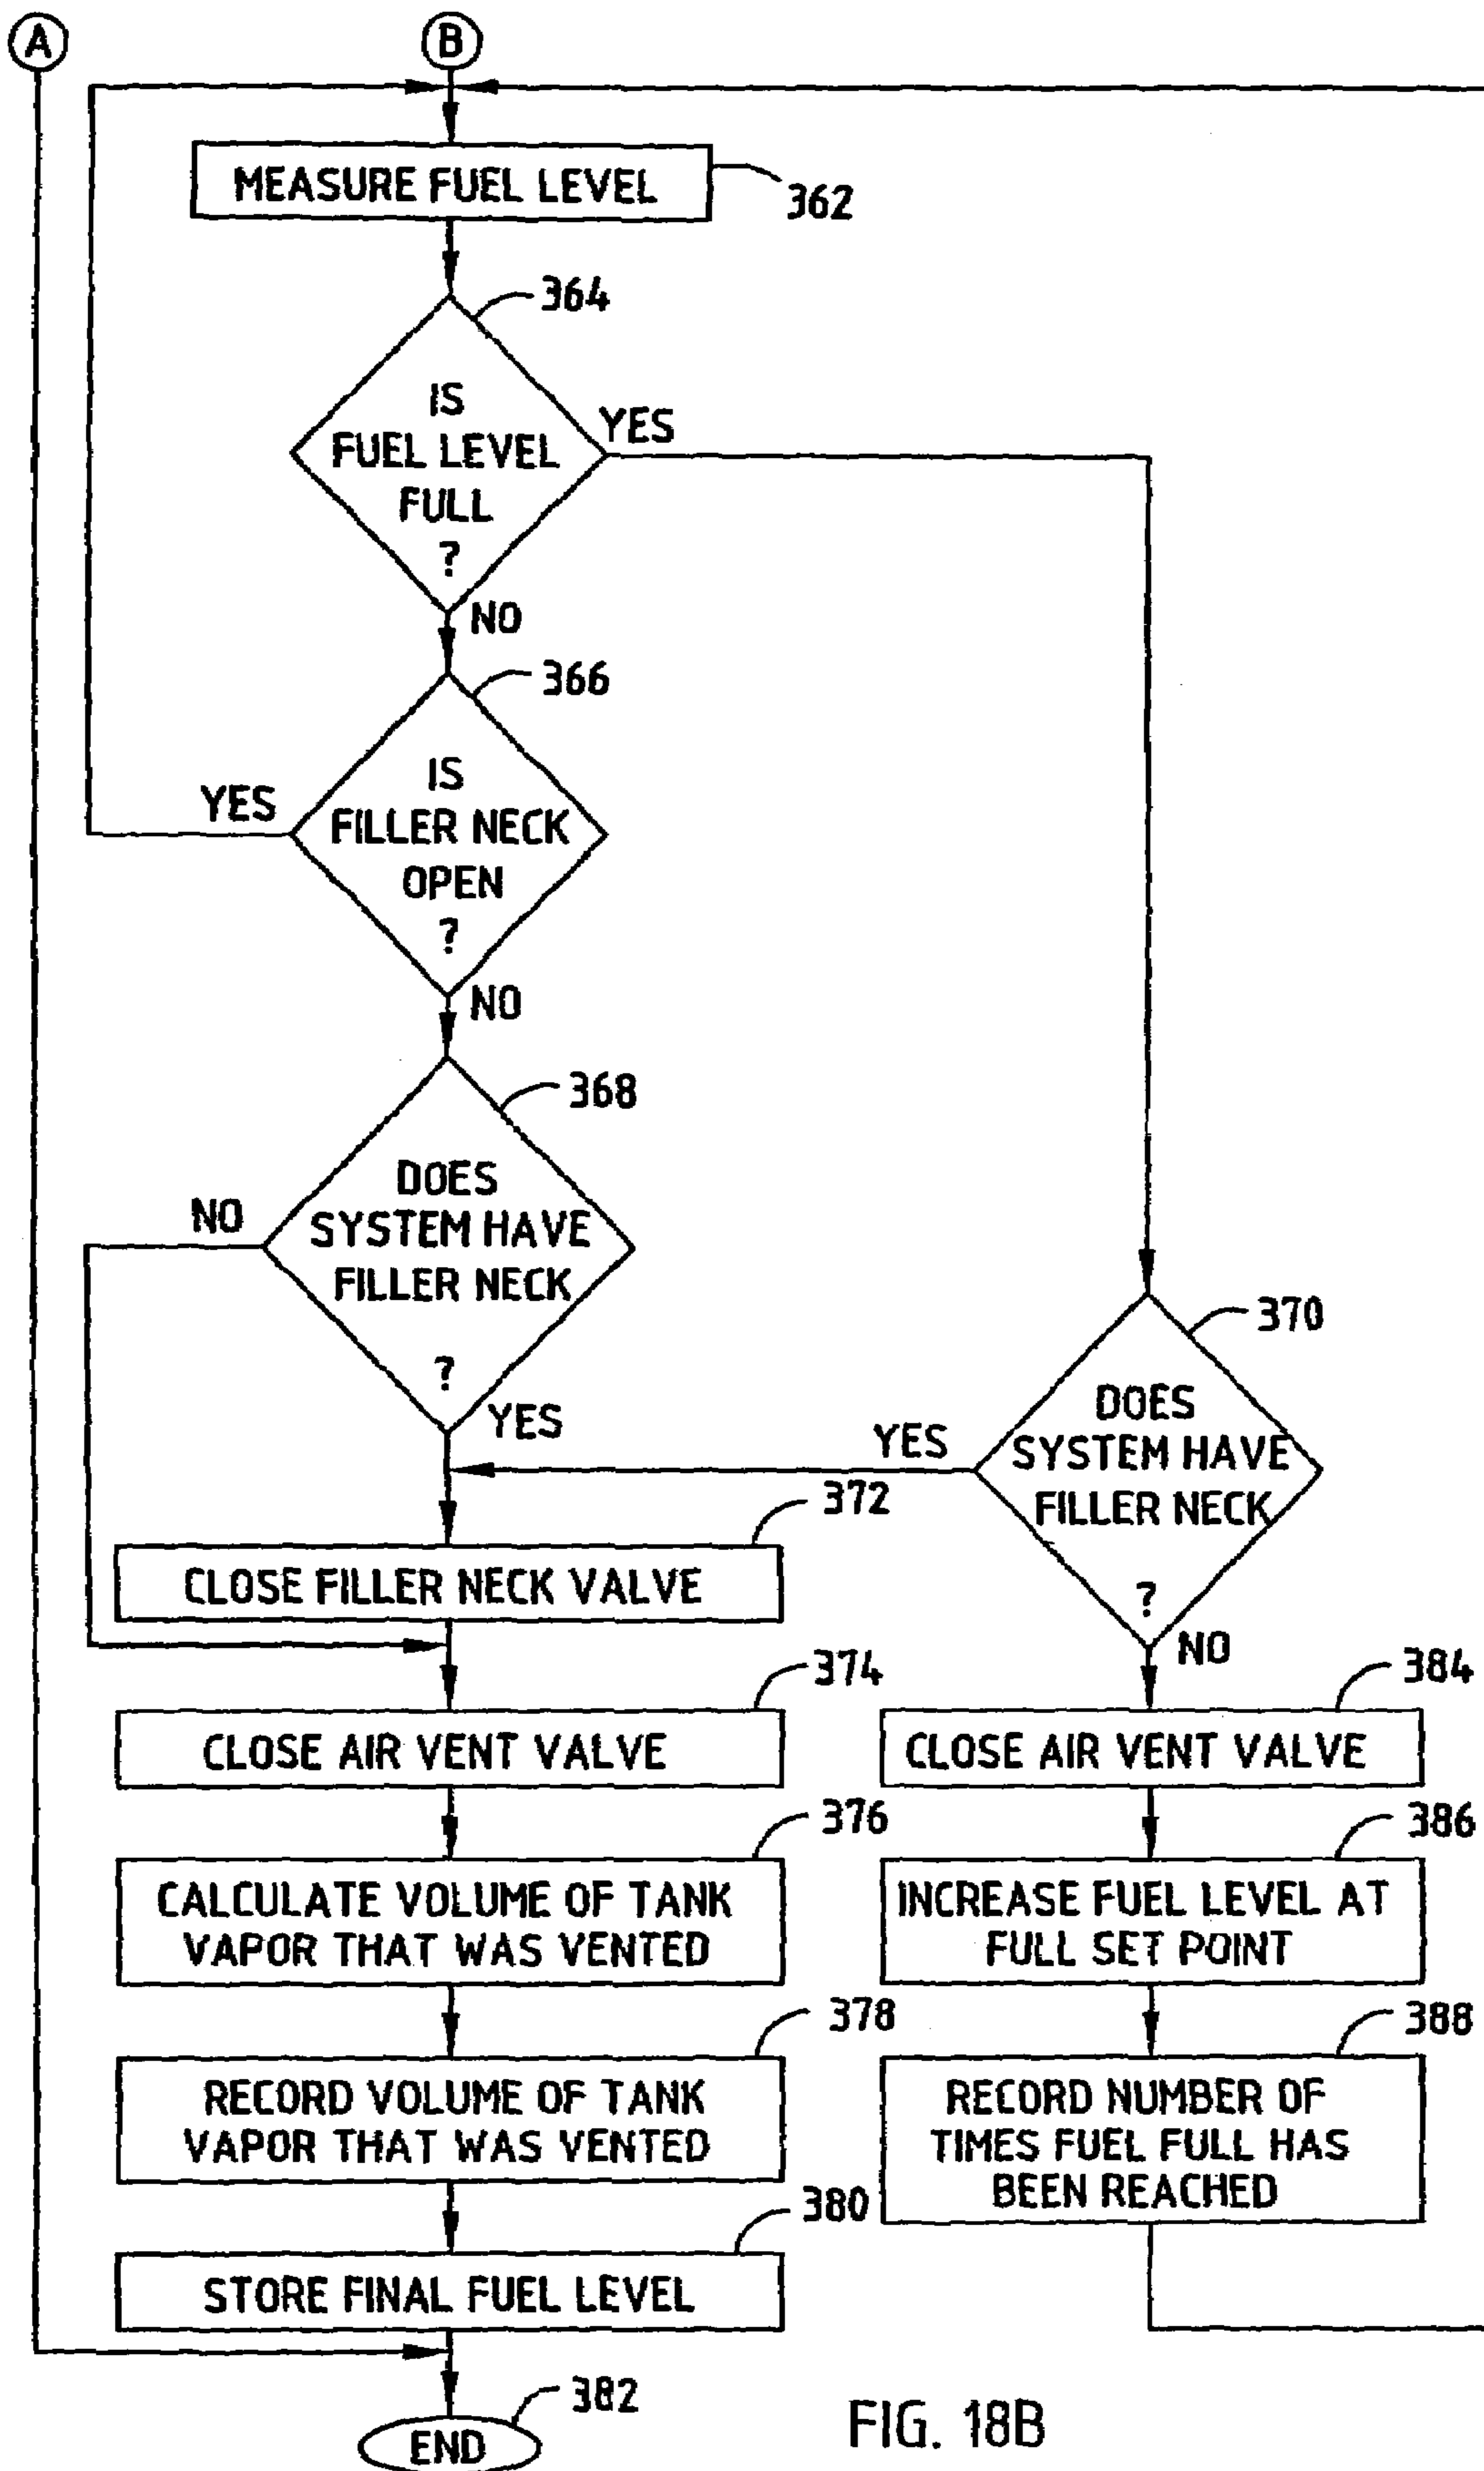 A
B
MEASURE FUEL LEVEL
362
364
IS
FUEL LEVEL
FULL
?
YES
NO
366
IS
FILLER NECK
OPEN
?
YES
NO
368
DOES
SYSTEM HAVE
FILLER NECK
?
NO
YES
370
DOES
SYSTEM HAVE
FILLER NECK
?
YES
NO
372
CLOSE FILLER NECK VALVE
374
CLOSE AIR VENT VALVE
376
CALCULATE VOLUME OF TANK
VAPOR THAT WAS VENTED
378
RECORD VOLUME OF TANK
VAPOR THAT WAS VENTED
380
STORE FINAL FUEL LEVEL
382
END
384
CLOSE AIR VENT VALVE
386
INCREASE FUEL LEVEL AT
FULL SET POINT
388
RECORD NUMBER OF
TIMES FUEL FULL HAS
BEEN REACHED
FIG. 18B